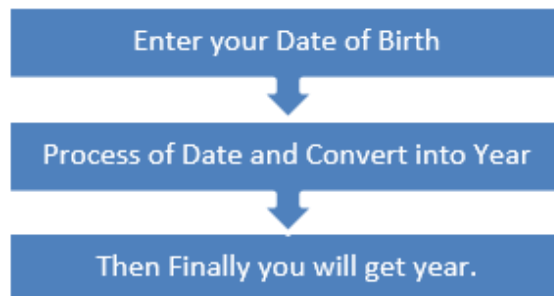 Enter your Date of Birth
Process of Date and Convert into Year
Then Finally you will get year.